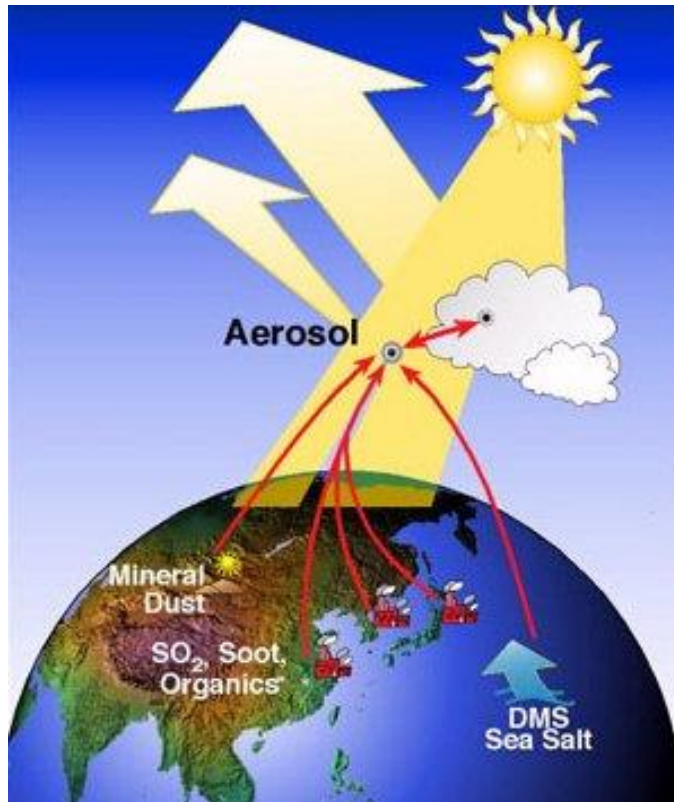 Aerosol
Mineral
Dust
SO₂, Soot,
Organics
DMS
Sea Salt